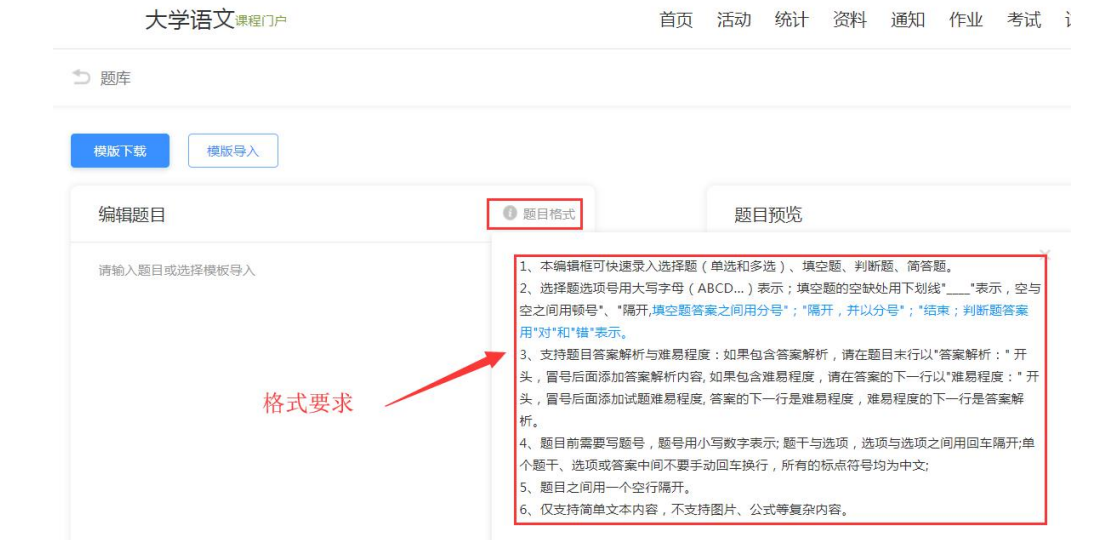 大学语文课程门户
首页 活动 统计 资料 通知 作业 考试
题库
模版下载 模版导入
编辑题目 题目格式 题目预览
请输入题目或选择模板导入
1、本编辑框可快速录入选择题（单选和多选）、填空题、判断题、简答题。
2、选择题选项号用大写字母（ABCD...）表示；填空题的空缺处用下划线"____"表示，空与
空之间用顿号"、"隔开,填空题答案之间用分号"；"隔开，并以分号"；"结束；判断题答案
用"对"和"错"表示。
3、支持题目答案解析与难易程度：如果包含答案解析，请在题目末行以"答案解析：" 开
头，冒号后面添加答案解析内容, 如果包含难易程度，请在答案的下一行以"难易程度：" 开
头，冒号后面添加试题难易程度, 答案的下一行是难易程度，难易程度的下一行是答案解
析。
4、题目前需要写题号，题号用小写数字表示; 题干与选项，选项与选项之间用回车隔开;单
个题干、选项或答案中间不要手动回车换行，所有的标点符号均为中文;
5、题目之间用一个空行隔开。
6、仅支持简单文本内容，不支持图片、公式等复杂内容。
格式要求